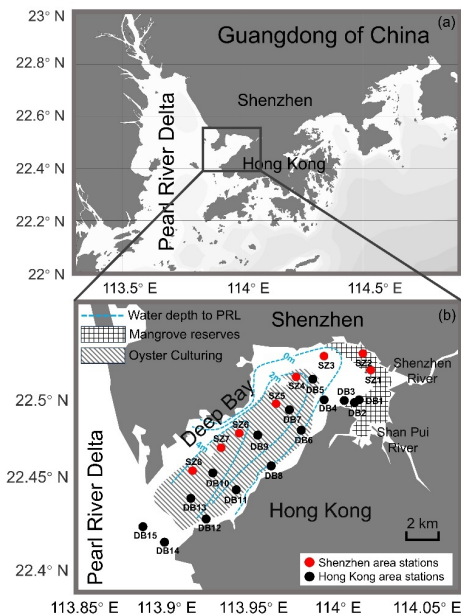 23° N
(a)
Guangdong of China
22.8° N
22.6° N
Shenzhen
Pearl River Delta
22.4° N
Hong Kong
22.2° N
22° N
113.5° E
114° E
114.5° E
Water depth to PRL
Mangrove reserves
Oyster Culturing
(b)
Shenzhen
0m
2m
4m
SZ3
SZ2
SZ1
Shenzhen
River
SZ4
DB5
DB3
DB1
DB4
DB2
22.5° N
Deep Bay
SZ5
DB7
SZ6
DB6
Shan Pui
River
SZ7
DB9
SZ8
DB8
22.45° N
DB10
DB11
DB13
Hong Kong
DB12
DB15
DB14
Pearl River Delta
2 km
Shenzhen area stations
Hong Kong area stations
22.4° N
113.85° E
113.9° E
113.95° E
114° E
114.05° E